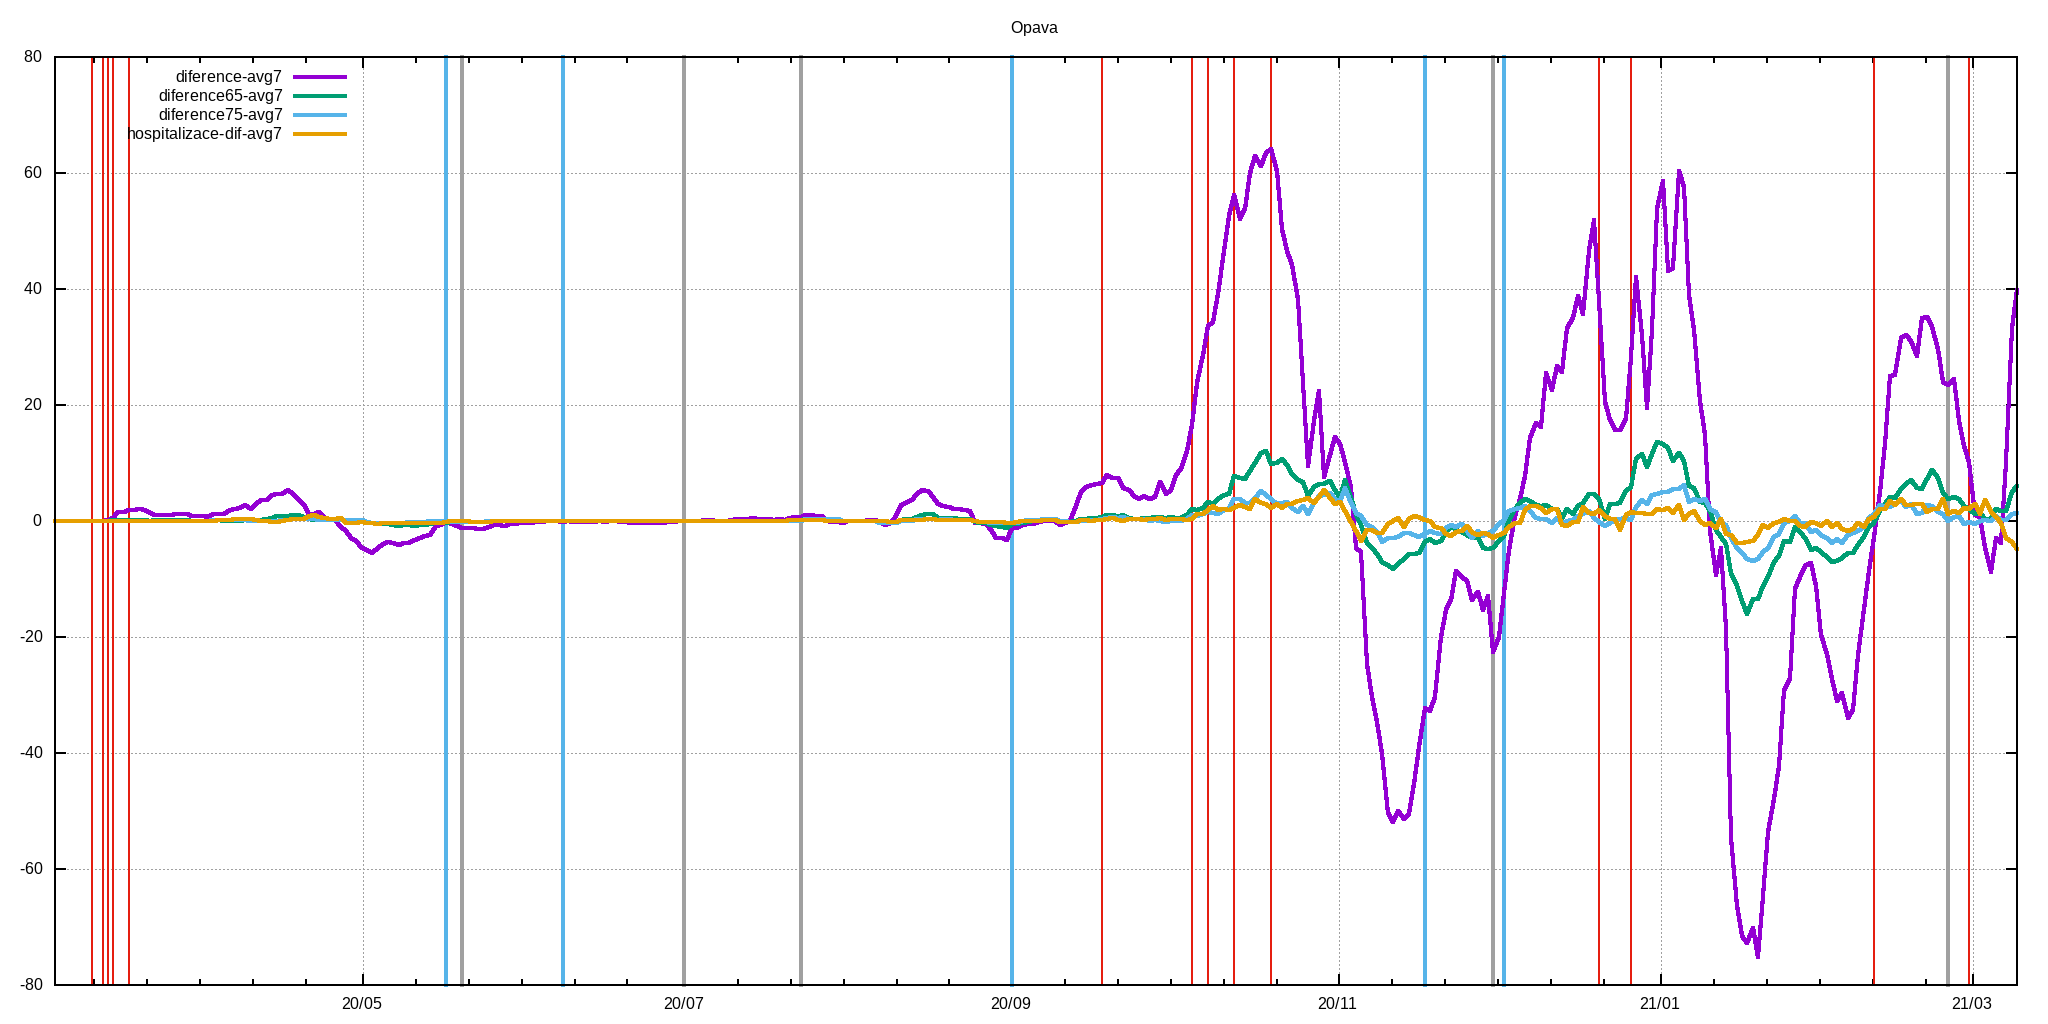 Opava
diference-avg7
diference65-avg7
diference75-avg7
hospitalizace-dif-avg7
80
60
40
20
0
-20
-40
-60
-80
20/05 20/07 20/09 20/11 21/01 21/03